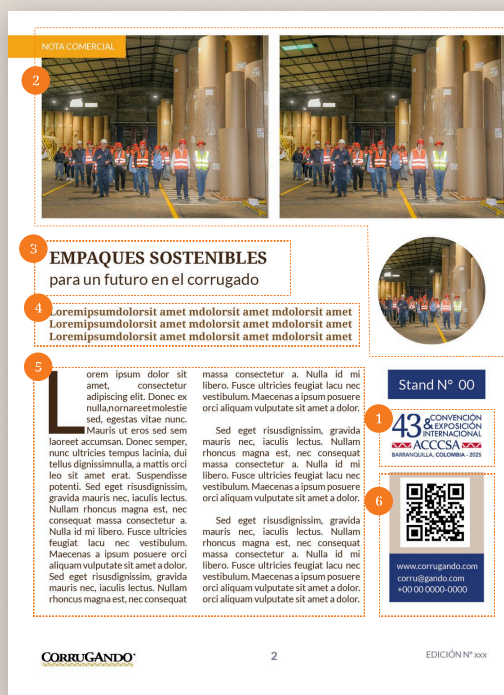 NOTA COMERCIAL
2
3
EMPAQUES SOSTENIBLES
para un futuro en el corrugado
4
Loremipsumdolorsit amet mdolorsit amet mdolorsit amet
Loremipsumdolorsit amet mdolorsit amet mdolorsit amet
Loremipsumdolorsit amet mdolorsit amet mdolorsit amet
5
Lorem ipsum dolor sit
amet, consectetur
adipiscing elit. Donec ex
nulla,nornareetmolestie
sed, egestas vitae nunc.
Mauris ut eros sed sem
laoreet accumsan. Donec semper,
nunc ultricies tempus lacinia, dui
tellus dignissimnulla, a mattis orci
leo sit amet erat. Suspendisse
potenti. Sed eget risusdignissim,
gravida mauris nec, iaculis lectus.
Nullam rhoncus magna est, nec
consequat massa consectetur a.
Nulla id mi libero. Fusce ultricies
feugiat lacu nec vestibulum.
Maecenas a ipsum posuere orci
aliquam vulputate sit amet a dolor.
Sed eget risusdignissim, gravida
mauris nec, iaculis lectus. Nullam
rhoncus magna est, nec consequat
massa consectetur a. Nulla id mi
libero. Fusce ultricies feugiat lacu nec
vestibulum. Maecenas a ipsum posuere
orci aliquam vulputate sit amet a dolor.
Sed eget risusdignissim, gravida
mauris nec, iaculis lectus. Nullam
rhoncus magna est, nec consequat
massa consectetur a. Nulla id mi
libero. Fusce ultricies feugiat lacu nec
vestibulum. Maecenas a ipsum posuere
orci aliquam vulputate sit amet a dolor.
Sed eget risusdignissim, gravida
mauris nec, iaculis lectus. Nullam
rhoncus magna est, nec consequat
massa consectetur a. Nulla id mi
libero. Fusce ultricies feugiat lacu nec
vestibulum. Maecenas a ipsum posuere
orci aliquam vulputate sit amet a dolor.
orci aliquam vulputate sit amet a dolor.
Stand N° 00
1
43 CONVENCIÓN
& EXPOSICIÓN
INTERNACIONAL
ACCCSA
BARRANQUILLA, COLOMBIA - 2025
6
www.corrugando.com
corru@gando.com
+00 00 0000-0000
CORRUGANDO
2
EDICIÓN N° xxx